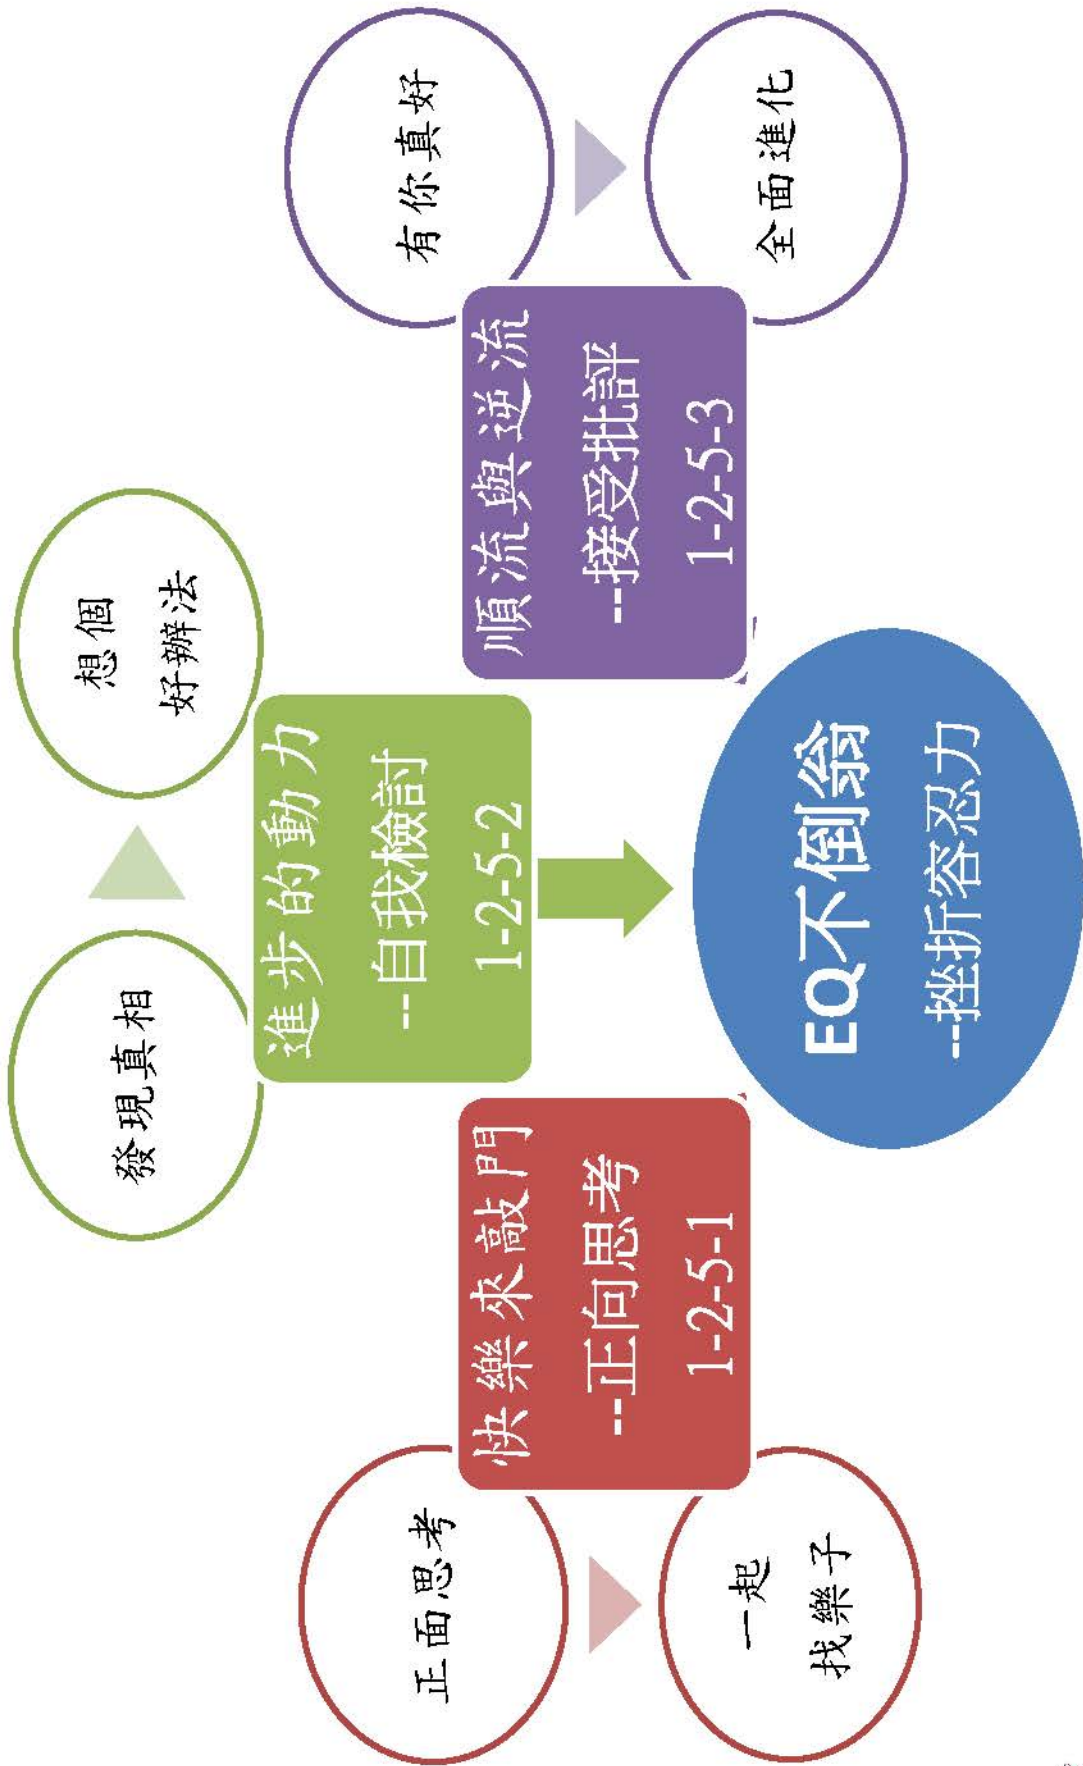 發現真相
想個
好辦法
進步的動力
--自我檢討
1-2-5-2
正面思考
一起
找樂子
快樂來敲門
--正向思考
1-2-5-1
有你真好
全面進化
順流與逆流
--接受批評
1-2-5-3
EQ不倒翁
--挫折容忍力